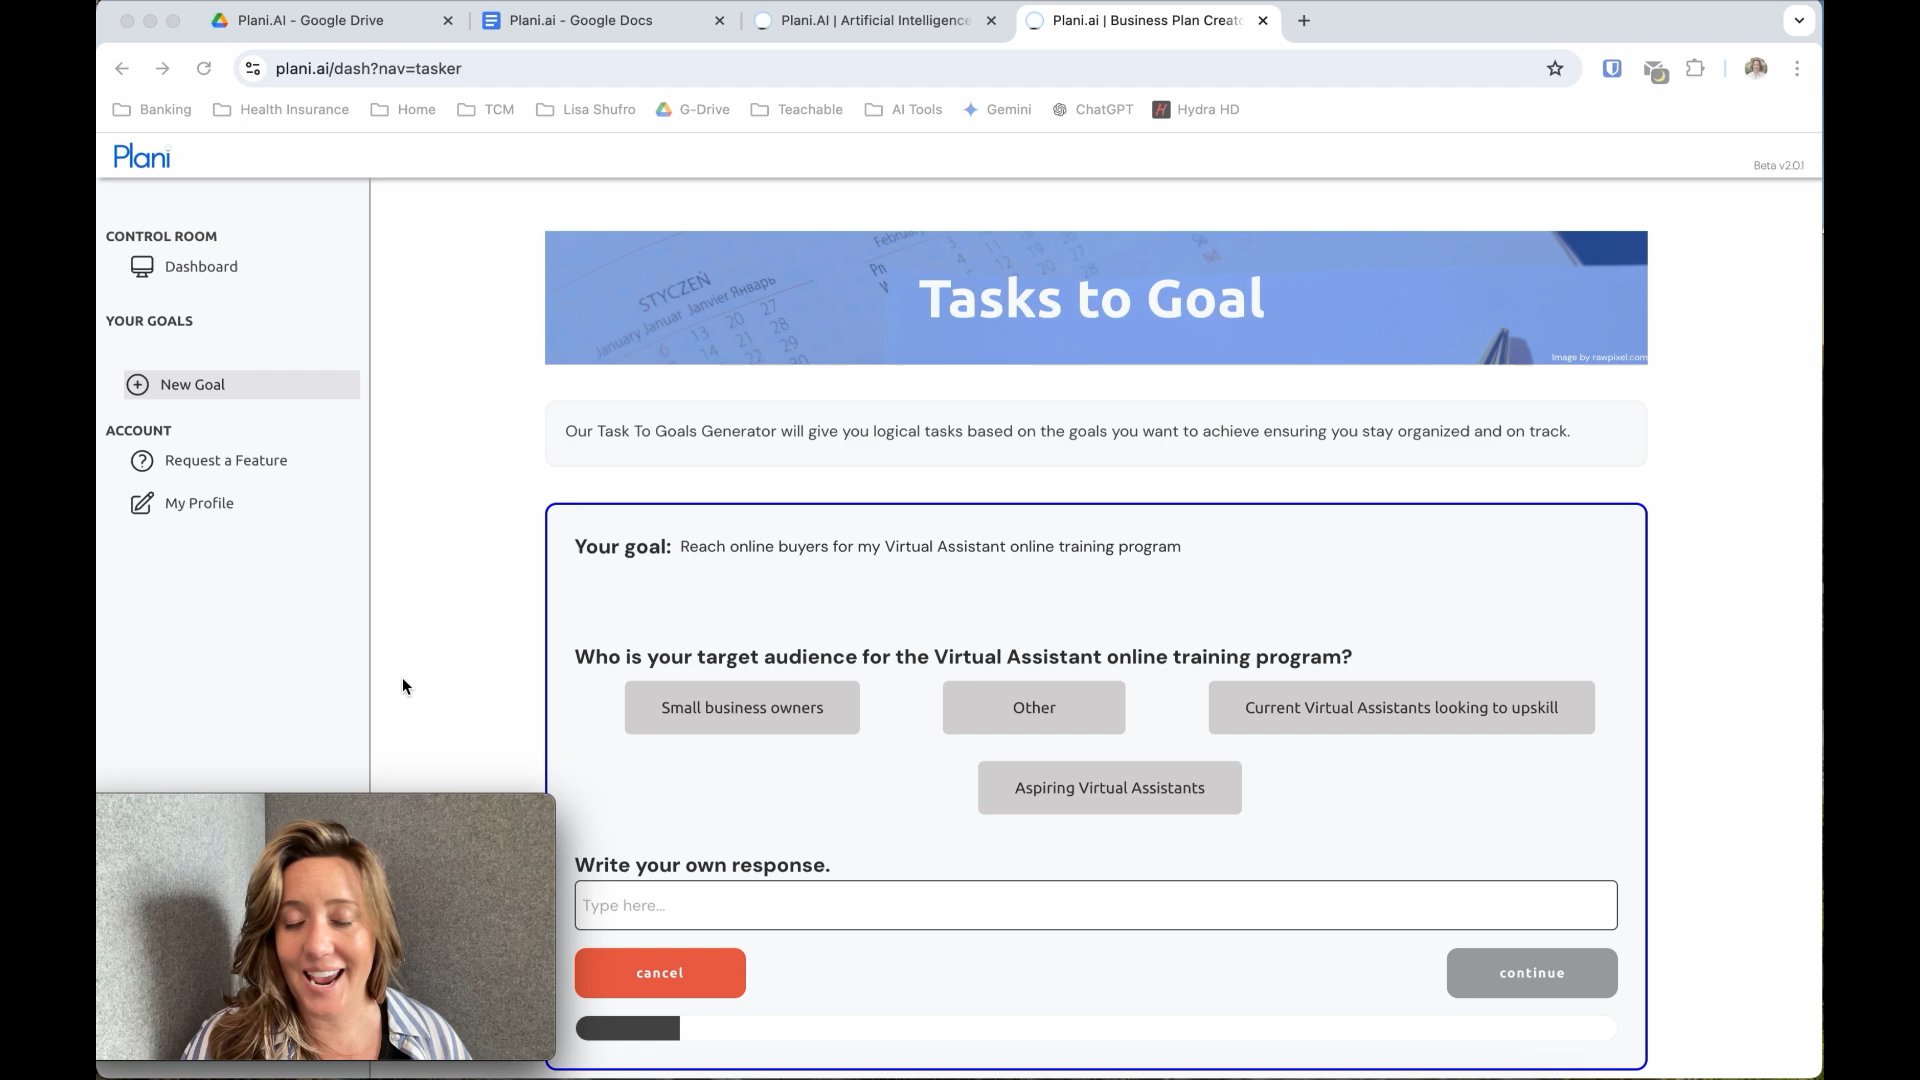 Plani.AI - Google Drive
Plani.ai - Google Docs
Plani.AI | Artificial Intelligence
Plani.ai | Business Plan Creato
plani.ai/dash?nav=tasker
Banking
Health Insurance
Home
TCM
Lisa Shufro
G-Drive
Teachable
AI Tools
Gemini
ChatGPT
H
Hydra HD
Plani
Beta v2.0.1
CONTROL ROOM
Dashboard
YOUR GOALS
New Goal
ACCOUNT
Request a Feature
My Profile
STYCZEŃ
January Januar Janvier Январь
Tasks to Goal
Image by rawpixel.com
Our Task To Goals Generator will give you logical tasks based on the goals you want to achieve ensuring you stay organized and on track.
Your goal: Reach online buyers for my Virtual Assistant online training program
Who is your target audience for the Virtual Assistant online training program?
Small business owners
Other
Current Virtual Assistants looking to upskill
Aspiring Virtual Assistants
Write your own response.
Type here...
cancel
continue